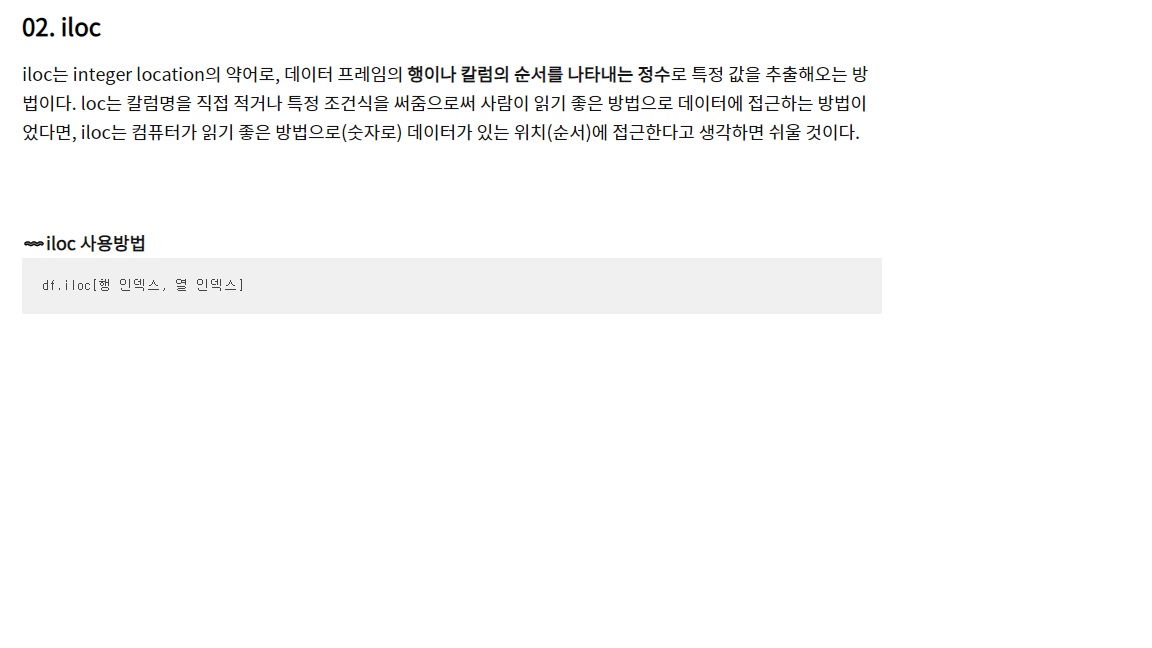 02. iloc
iloc는 integer location의 약어로, 데이터 프레임의 행이나 칼럼의 순서를 나타내는 정수로 특정 값을 추출해오는 방
법이다. loc는 칼럼명을 직접 적거나 특정 조건식을 써줌으로써 사람이 읽기 좋은 방법으로 데이터에 접근하는 방법이
었다면, iloc는 컴퓨터가 읽기 좋은 방법으로(숫자로) 데이터가 있는 위치(순서)에 접근한다고 생각하면 쉬울 것이다.
iloc 사용방법
df.iloc[행 인덱스, 열 인덱스]